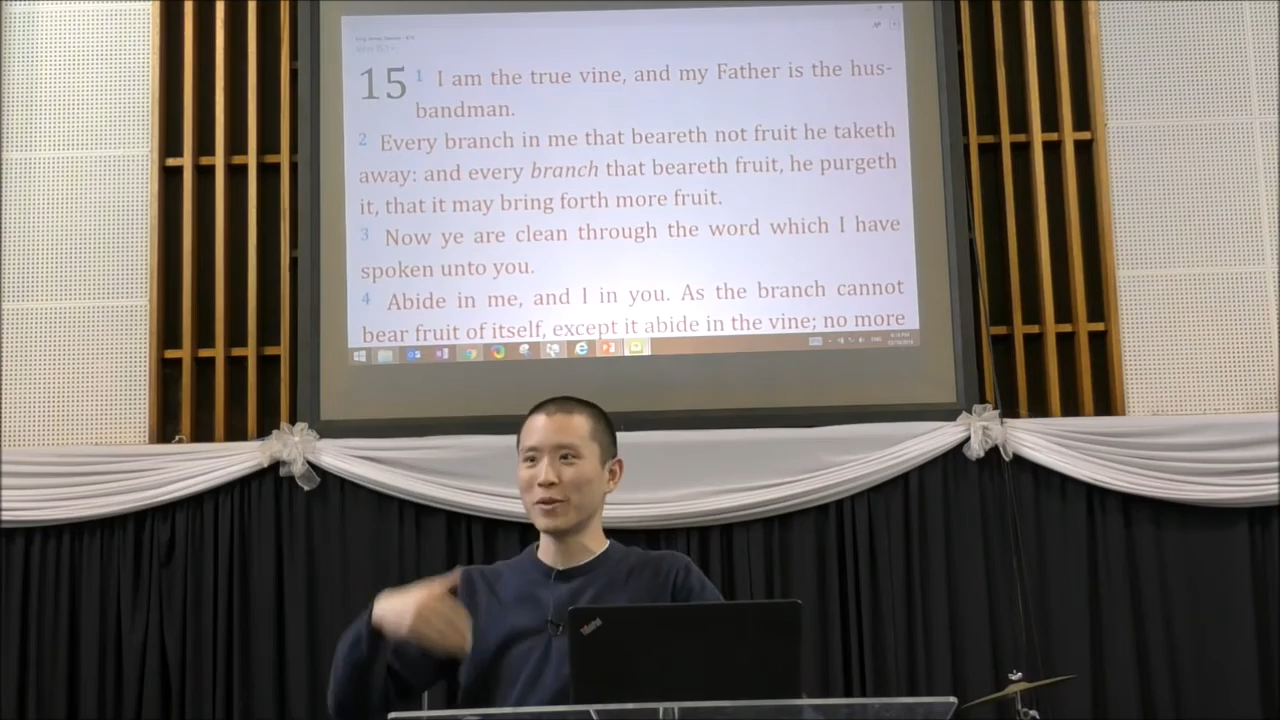 15 1 I am the true vine, and my Father is the hus-
bandman.
2 Every branch in me that beareth not fruit he taketh
away: and every branch that beareth fruit, he purgeth
it, that it may bring forth more fruit.
3 Now ye are clean through the word which I have
spoken unto you.
4 Abide in me, and I in you. As the branch cannot
bear fruit of itself, except it abide in the vine; no more
ENG
ThinkPad